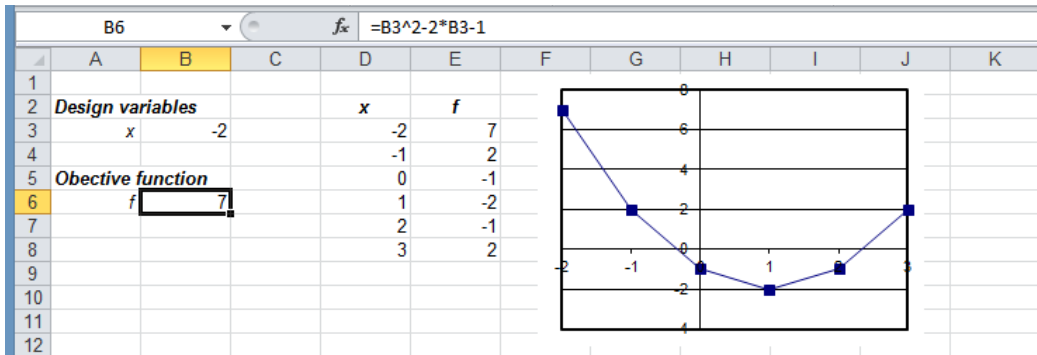 B6 fx =B3^2-2*B3-1
A B C D E F G H I J K
1
2 Design variables x f
3 x -2 -2 7
4 -1 2
5 Obective function 0 -1
6 f 7 1 -2
7 2 -1
8 3 2
9
10
11
12
8
6
4
2
0
-2 -1 0 1 2 3
-2
-4